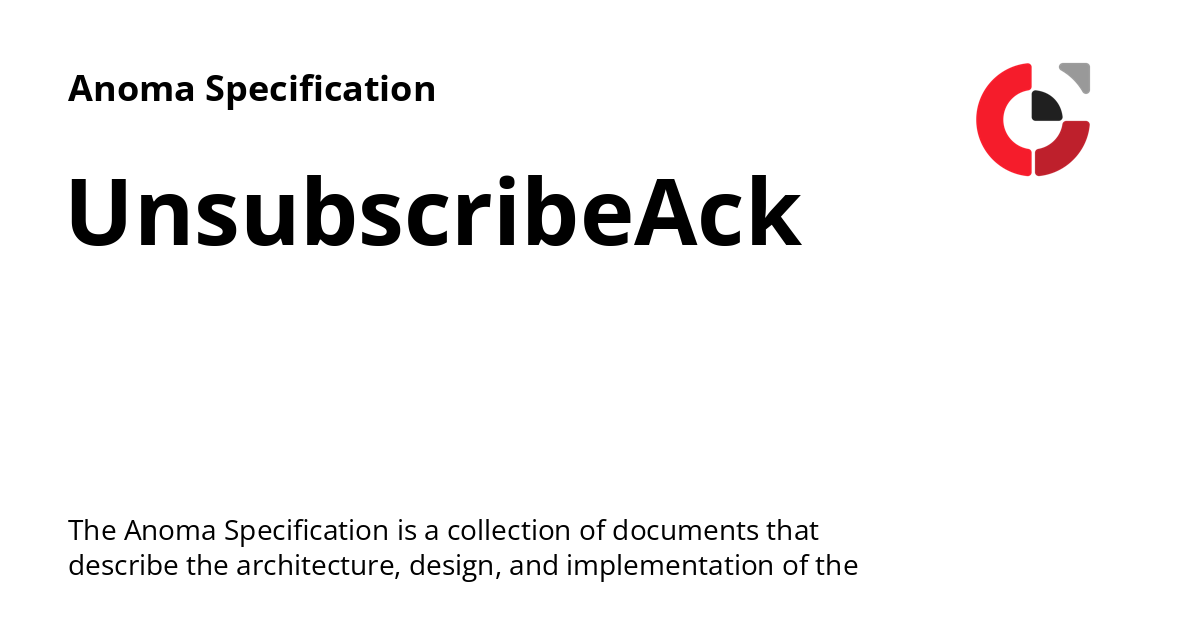 Anoma Specification
UnsubscribeAck
The Anoma Specification is a collection of documents that
describe the architecture, design, and implementation of the